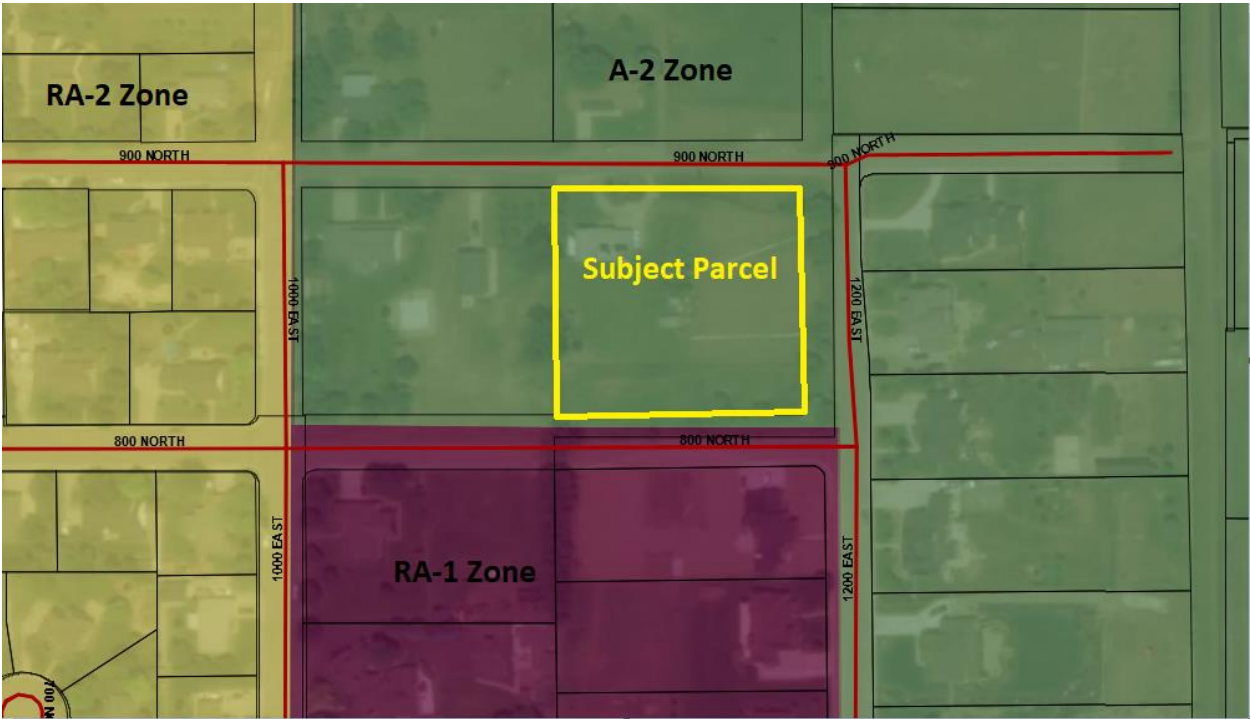 A-2 Zone
RA-2 Zone
900 NORTH
900 NORTH
900 NORTH
Subject Parcel
1000 EAST
1200 EAST
800 NORTH
800 NORTH
1000 EAST
RA-1 Zone
1200 EAST